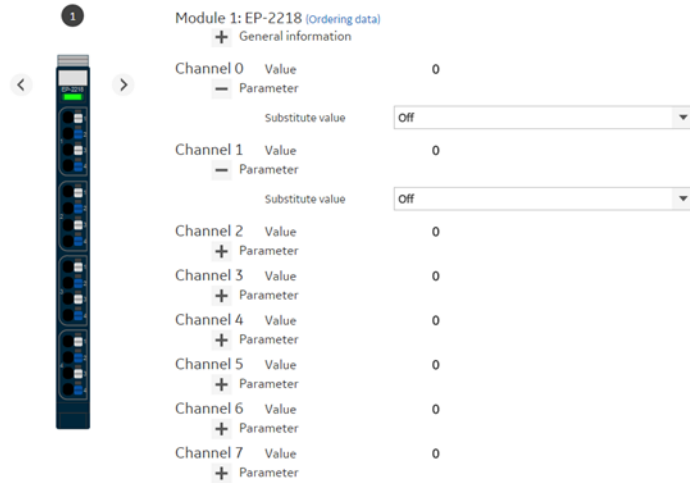 1
Module 1: EP-2218 (Ordering data)
General information
EP-2218
Channel 0 Value 0
Parameter
Substitute value Off
Channel 1 Value 0
Parameter
Substitute value Off
Channel 2 Value 0
Parameter
Channel 3 Value 0
Parameter
Channel 4 Value 0
Parameter
Channel 5 Value 0
Parameter
Channel 6 Value 0
Parameter
Channel 7 Value 0
Parameter